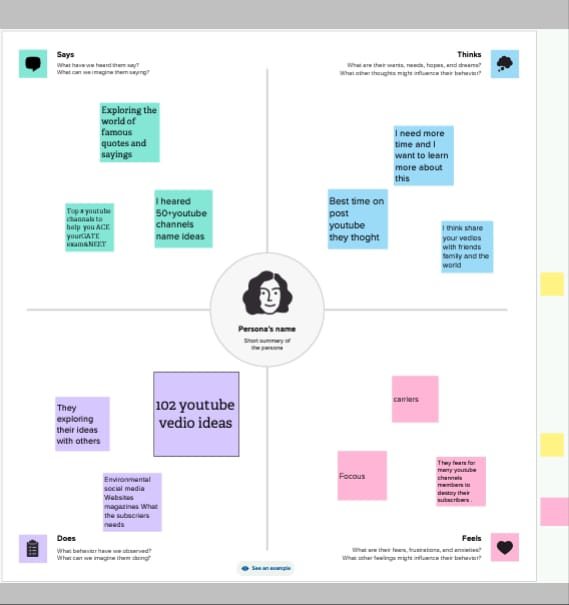 Says
What have we heard them say?
What can we imagine them saying?
Thinks
What are their wants, needs, hopes, and dreams?
What other thoughts might influence their behavior?
Exploring the
world of
famous
quotes and
sayings
Top 8 youtube
channels to
help you ACE
yourGATE
exam&NEET
I heared
50+youtube
channels
name ideas
I need more
time and I
want to learn
more about
this
Best time on
post
youtube
they thoght
I think share
your vedios
with friends
family and the
world
Persona's name
Short summary of
the persona
They
exploring
their ideas
with others
102 youtube
vedio ideas
Environmental
social media
Websites
magazines What
the subscriers
needs
carriers
Focous
They fears for
meny youtube
channels
members to
destoy their
subscribers .
Does
What behavior have we observed?
What can we imagine them doing?
See an example
Feels
What are their fears, frustrations, and anxieties?
What other feelings might influence their behavior?